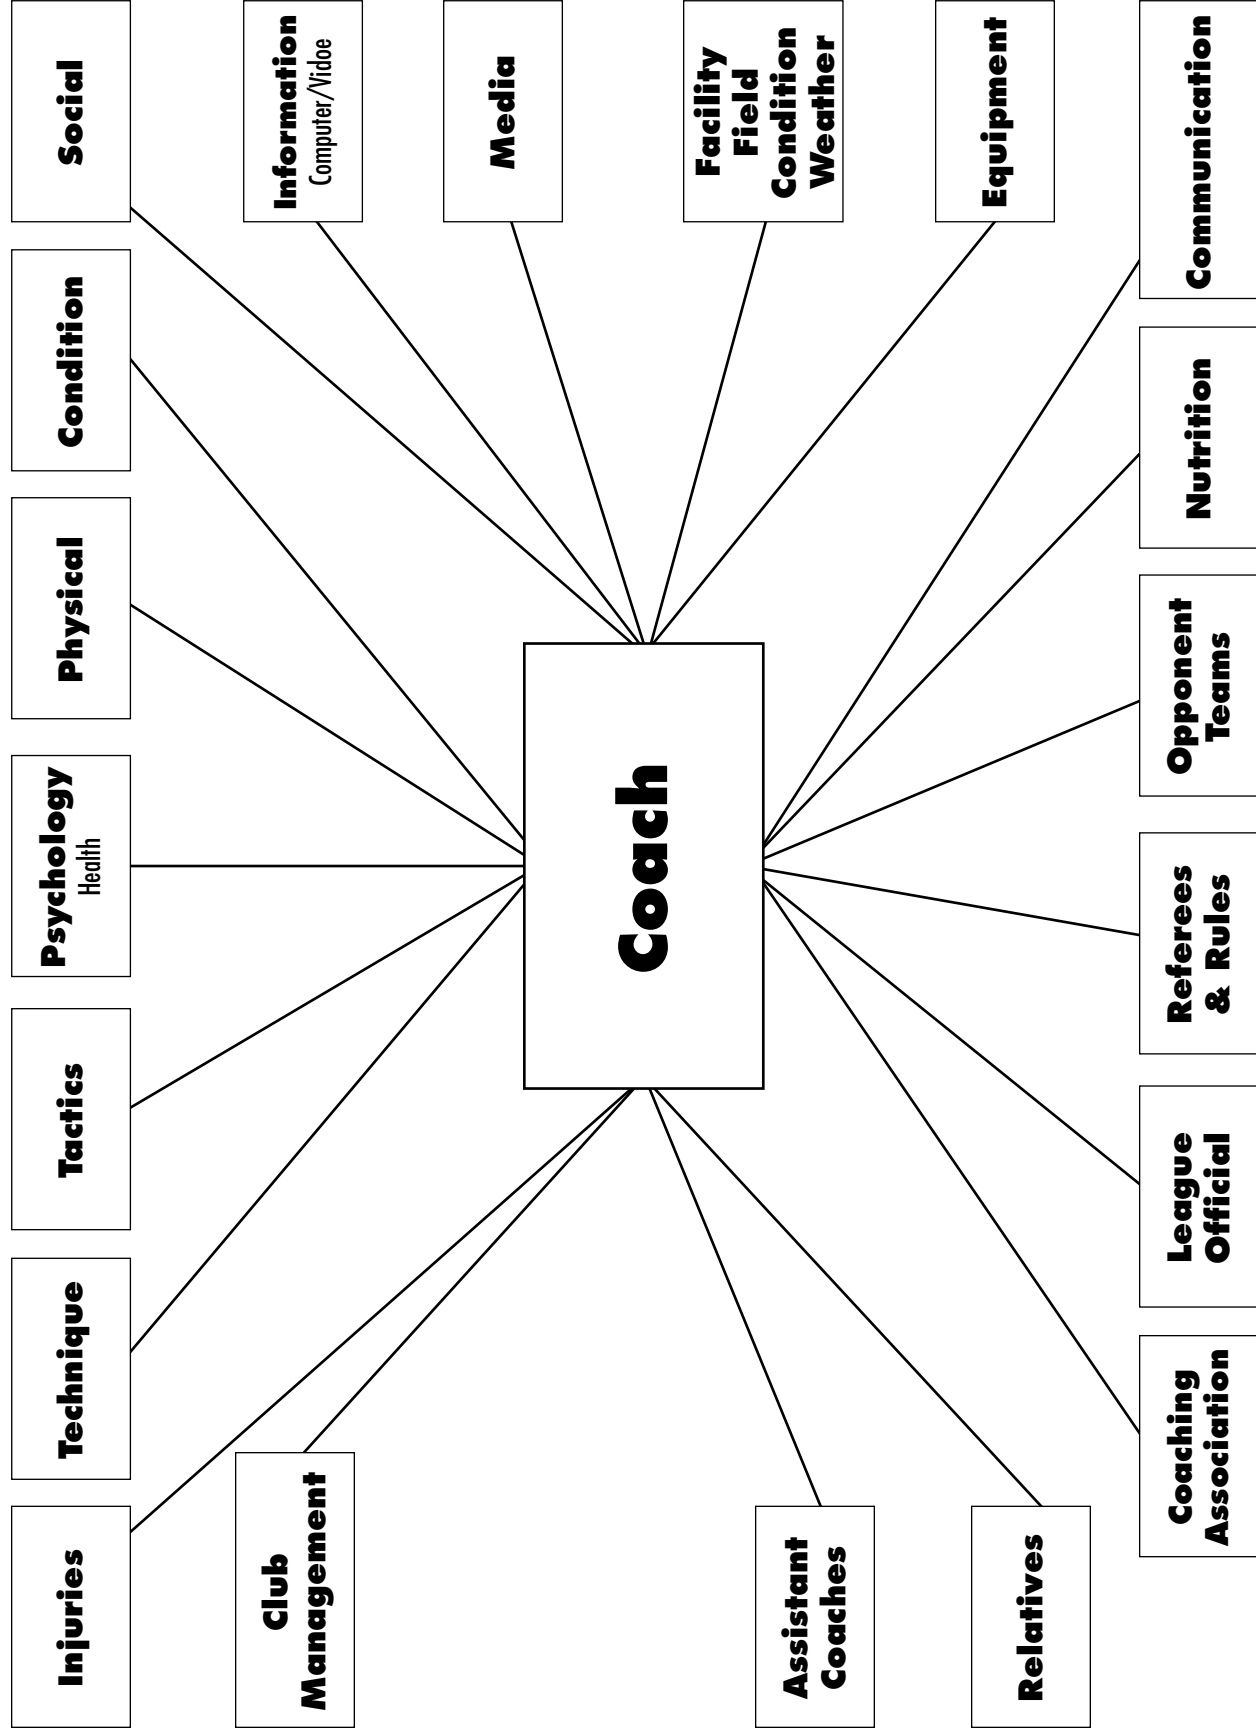 Injuries
Technique
Tactics
Psychology
Health
Physical
Condition
Social
Club
Management
Information
Computer/Vidoe
Media
Coach
Facility
Field
Condition
Weather
Assistant
Coaches
Equipment
Relatives
Coaching
Association
League
Official
Referees
& Rules
Opponent
Teams
Nutrition
Communication